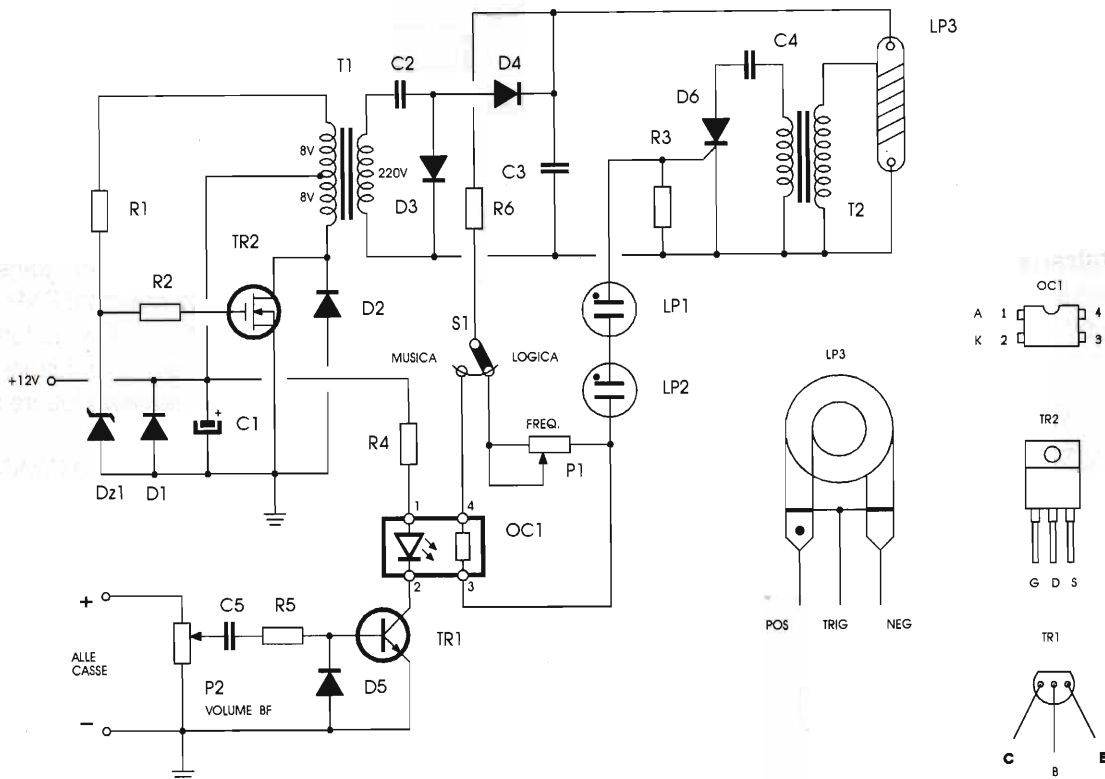 LP3
C4
T1
C2
D4
D6
R3
8V
8V
220V
C3
D3
R6
T2
R1
TR2
R2
D2
LP1
S1
MUSICA
LOGICA
LP2
+12V
C1
+
R4
FREQ.
P1
Dz1
D1
1
4
OC1
2
3
+
C5
R5
TR1
ALLE
CASSE
P2
VOLUME BF
D5
–
OC1
A 1
4
K 2
3
LP3
POS
TRIG
NEG
TR2
G D S
TR1
C
B
E